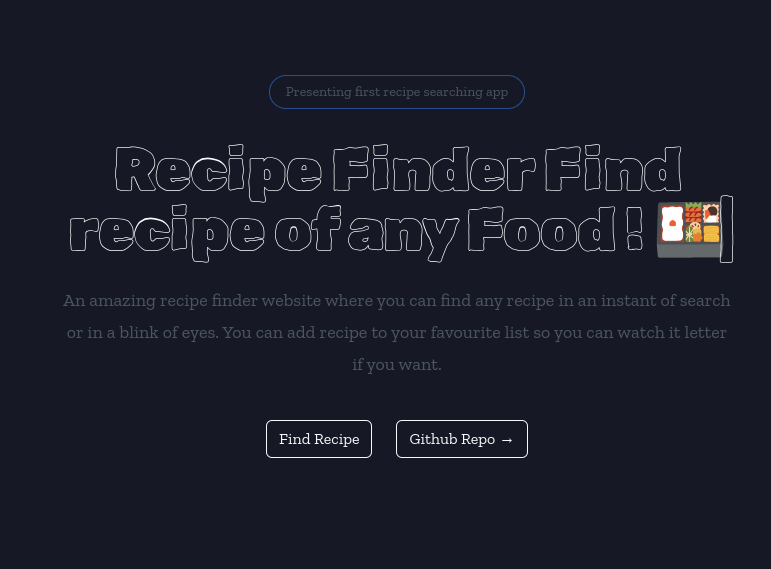 Presenting first recipe searching app
Recipe Finder Find
recipe of any Food ! 🍱|
An amazing recipe finder website where you can find any recipe in an instant of search
or in a blink of eyes. You can add recipe to your favourite list so you can watch it letter
if you want.
Find Recipe
Github Repo →